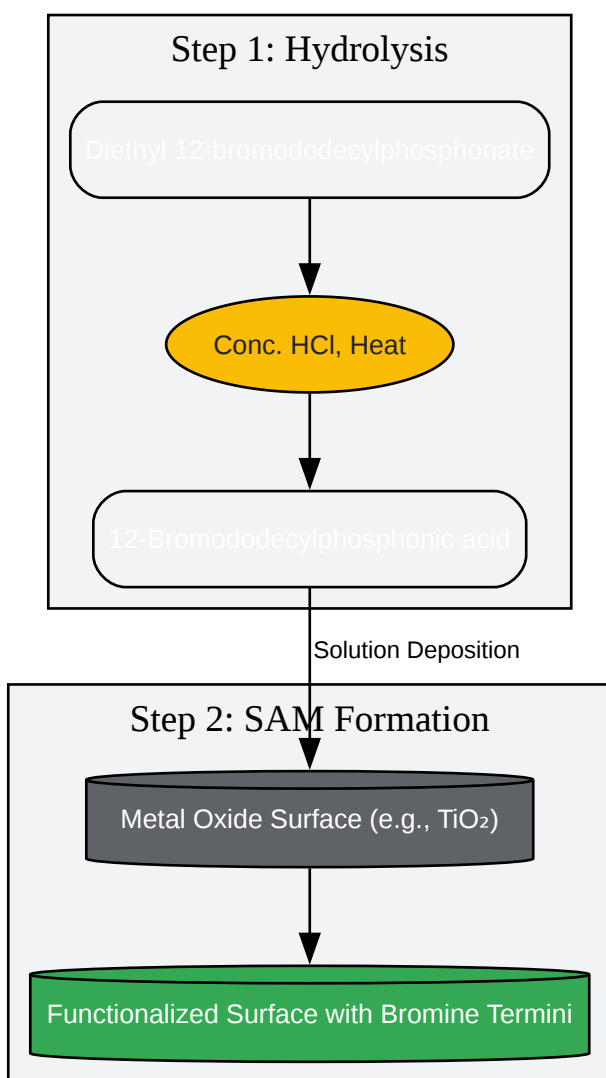 Step 1: Hydrolysis
Diethyl 12-bromododecylphosphonate
Conc. HCl, Heat
12-Bromododecylphosphonic acid
Solution Deposition
Step 2: SAM Formation
Metal Oxide Surface (e.g., TiO₂)
Functionalized Surface with Bromine Termini